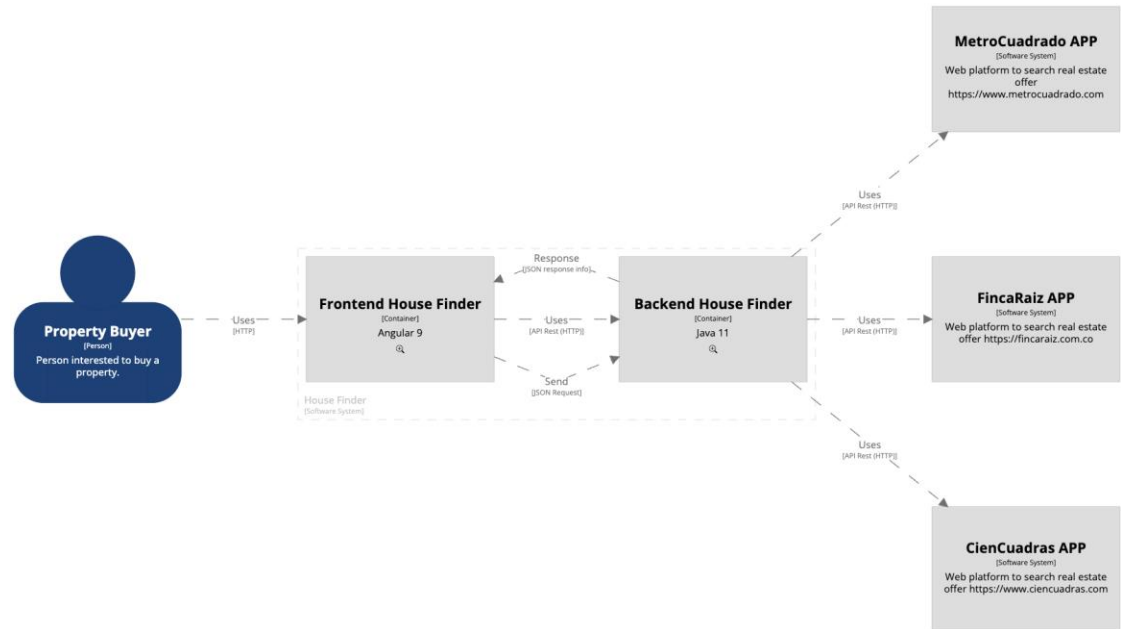 MetroCuadrado APP
[Software System]
Web platform to search real estate
offer
https://www.metrocuadrado.com
Uses
[API Rest (HTTP)]
Property Buyer
[Person]
Person interested to buy a
property.
Uses
[HTTP]
Frontend House Finder
[Container]
Angular 9
Response
[JSON response info]
Uses
[API Rest (HTTP)]
Send
[JSON Request]
Backend House Finder
[Container]
Java 11
House Finder
[Software System]
Uses
[API Rest (HTTP)]
FincaRaiz APP
[Software System]
Web platform to search real estate
offer https://fincaraiz.com.co
Uses
[API Rest (HTTP)]
CienCuadras APP
[Software System]
Web platform to search real estate
offer https://www.ciencuadras.com